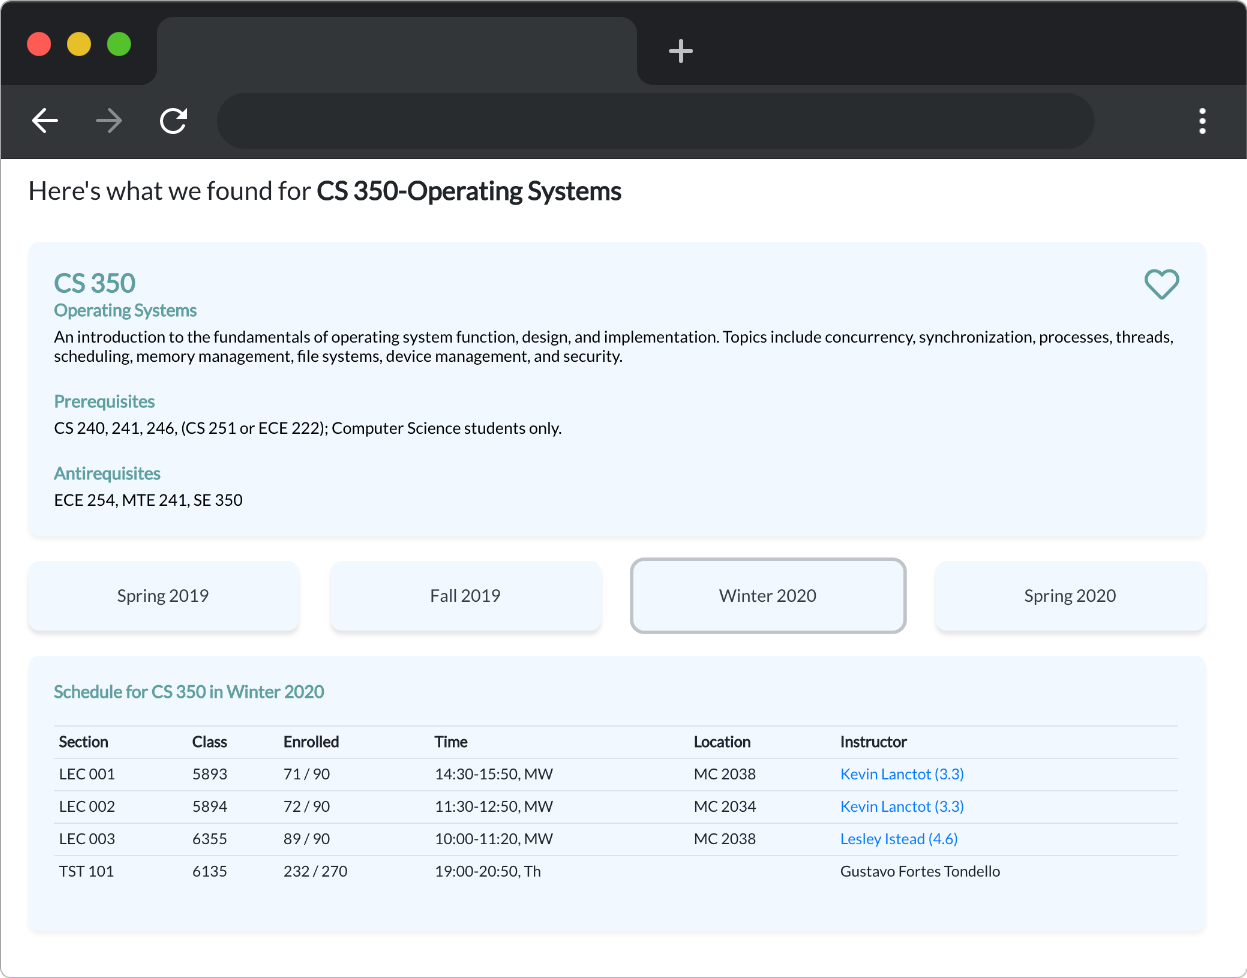 Here's what we found for CS 350-Operating Systems
CS 350
Operating Systems
An introduction to the fundamentals of operating system function, design, and implementation. Topics include concurrency, synchronization, processes, threads,
scheduling, memory management, file systems, device management, and security.
Prerequisites
CS 240, 241, 246, (CS 251 or ECE 222); Computer Science students only.
Antirequisites
ECE 254, MTE 241, SE 350
Spring 2019 Fall 2019 Winter 2020 Spring 2020
Schedule for CS 350 in Winter 2020
Section Class Enrolled Time Location Instructor
LEC 001 5893 71 / 90 14:30-15:50, MW MC 2038 Kevin Lanctot (3.3)
LEC 002 5894 72 / 90 11:30-12:50, MW MC 2034 Kevin Lanctot (3.3)
LEC 003 6355 89 / 90 10:00-11:20, MW MC 2038 Lesley Istead (4.6)
TST 101 6135 232 / 270 19:00-20:50, Th Gustavo Fortes Tondello